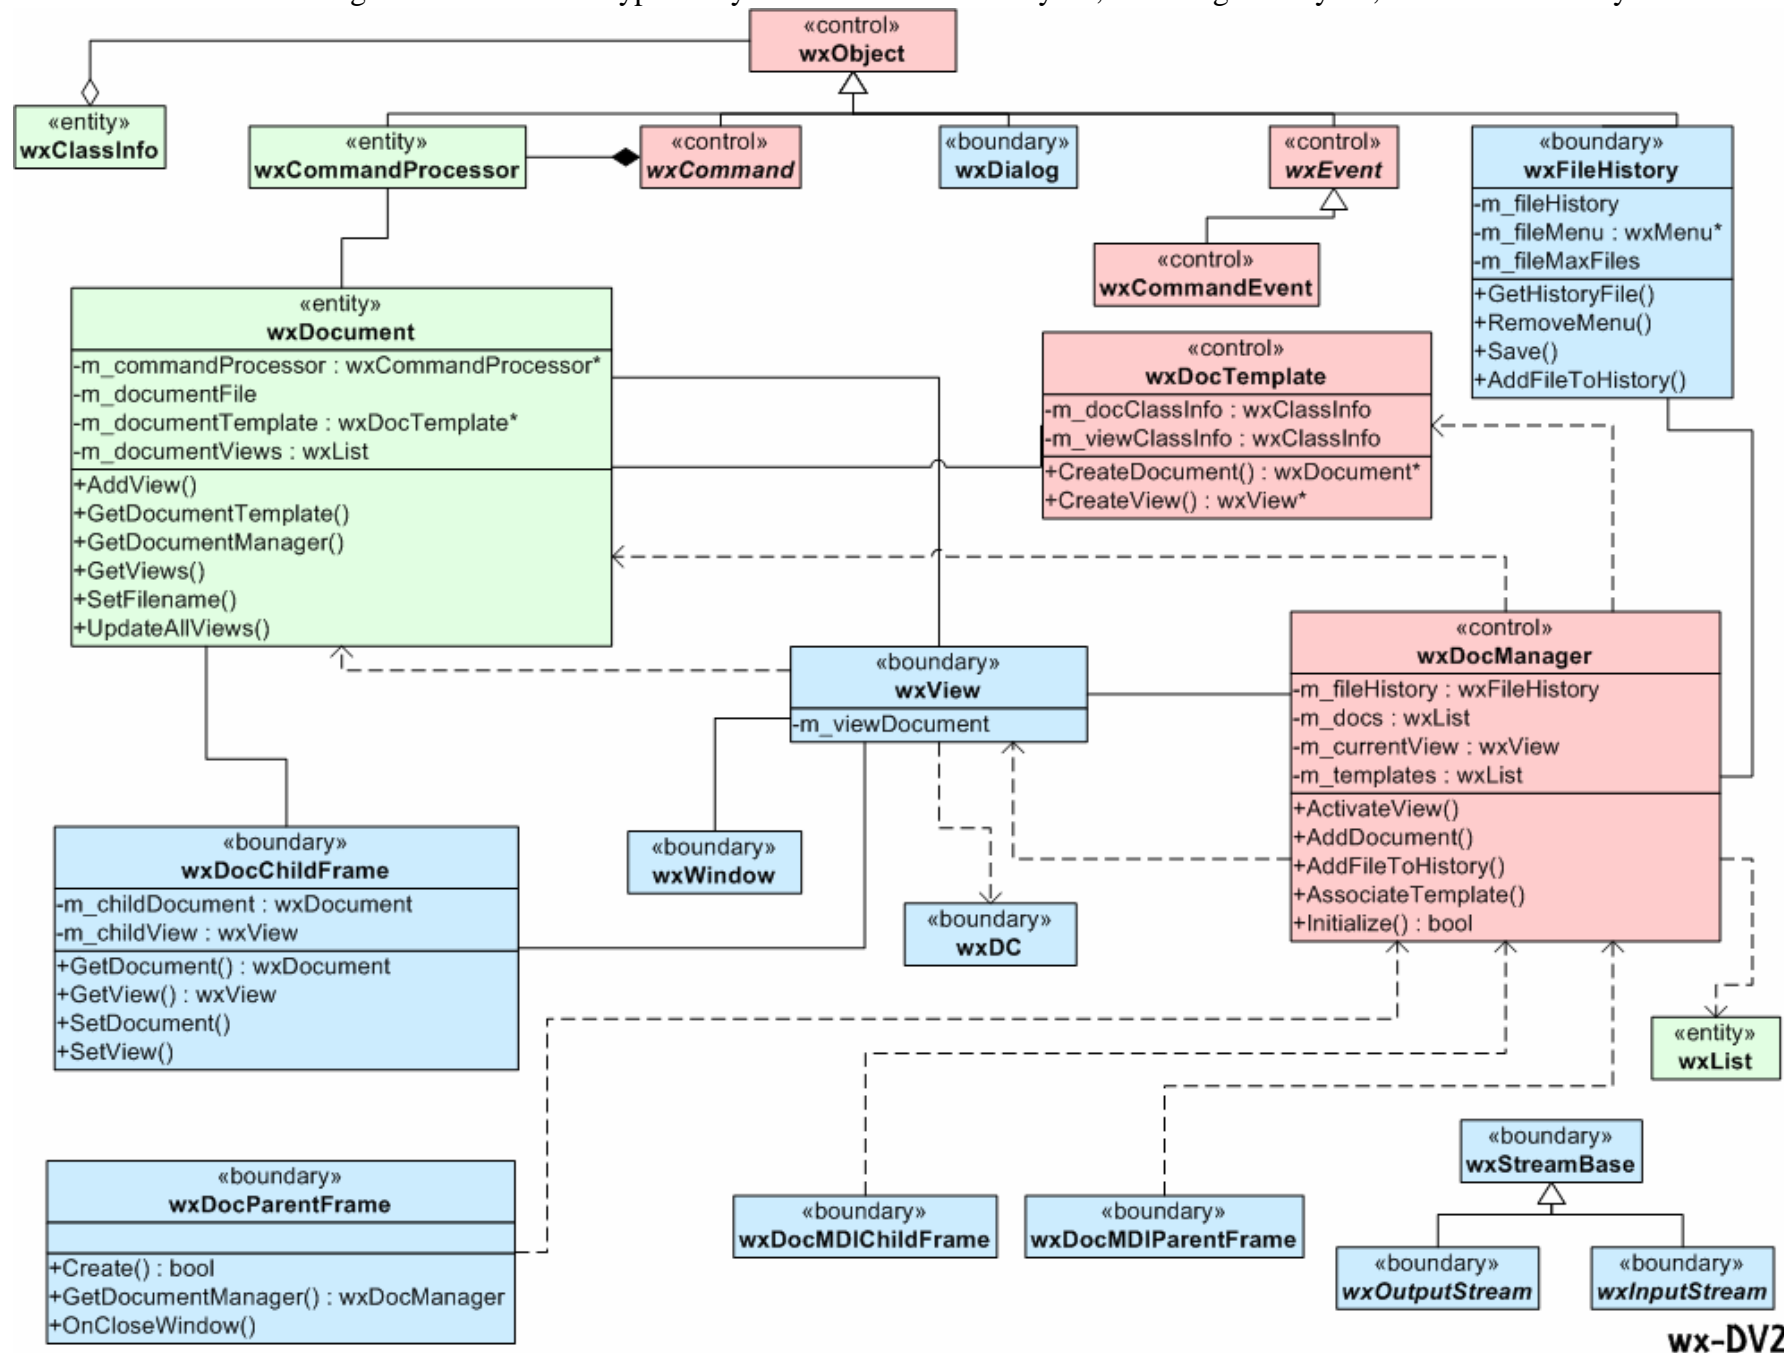 «control»
wxObject
«entity»
wxClassInfo
«entity»
wxCommandProcessor
«control»
wxCommand
«boundary»
wxDialog
«control»
wxEvent
«boundary»
wxFileHistory
-m_fileHistory
-m_fileMenu : wxMenu*
-m_fileMaxFiles
+GetHistoryFile()
+RemoveMenu()
+Save()
+AddFileToHistory()
«control»
wxCommandEvent
«entity»
wxDocument
-m_commandProcessor : wxCommandProcessor*
-m_documentFile
-m_documentTemplate : wxDocTemplate*
-m_documentViews : wxList
+AddView()
+GetDocumentTemplate()
+GetDocumentManager()
+GetViews()
+SetFilename()
+UpdateAllViews()
«control»
wxDocTemplate
-m_docClassInfo : wxClassInfo
-m_viewClassInfo : wxClassInfo
+CreateDocument() : wxDocument*
+CreateView() : wxView*
«boundary»
wxView
-m_viewDocument
«control»
wxDocManager
-m_fileHistory : wxFileHistory
-m_docs : wxList
-m_currentView : wxView
-m_templates : wxList
+ActivateView()
+AddDocument()
+AddFileToHistory()
+AssociateTemplate()
+Initialize() : bool
«boundary»
wxDocChildFrame
-m_childDocument : wxDocument
-m_childView : wxView
+GetDocument() : wxDocument
+GetView() : wxView
+SetDocument()
+SetView()
«boundary»
wxWindow
«boundary»
wxDC
«entity»
wxList
«boundary»
wxDocParentFrame
+Create() : bool
+GetDocumentManager() : wxDocManager
+OnCloseWindow()
«boundary»
wxDocMDIChildFrame
«boundary»
wxDocMDIParentFrame
«boundary»
wxStreamBase
«boundary»
wxOutputStream
«boundary»
wxInputStream
wx-DV2